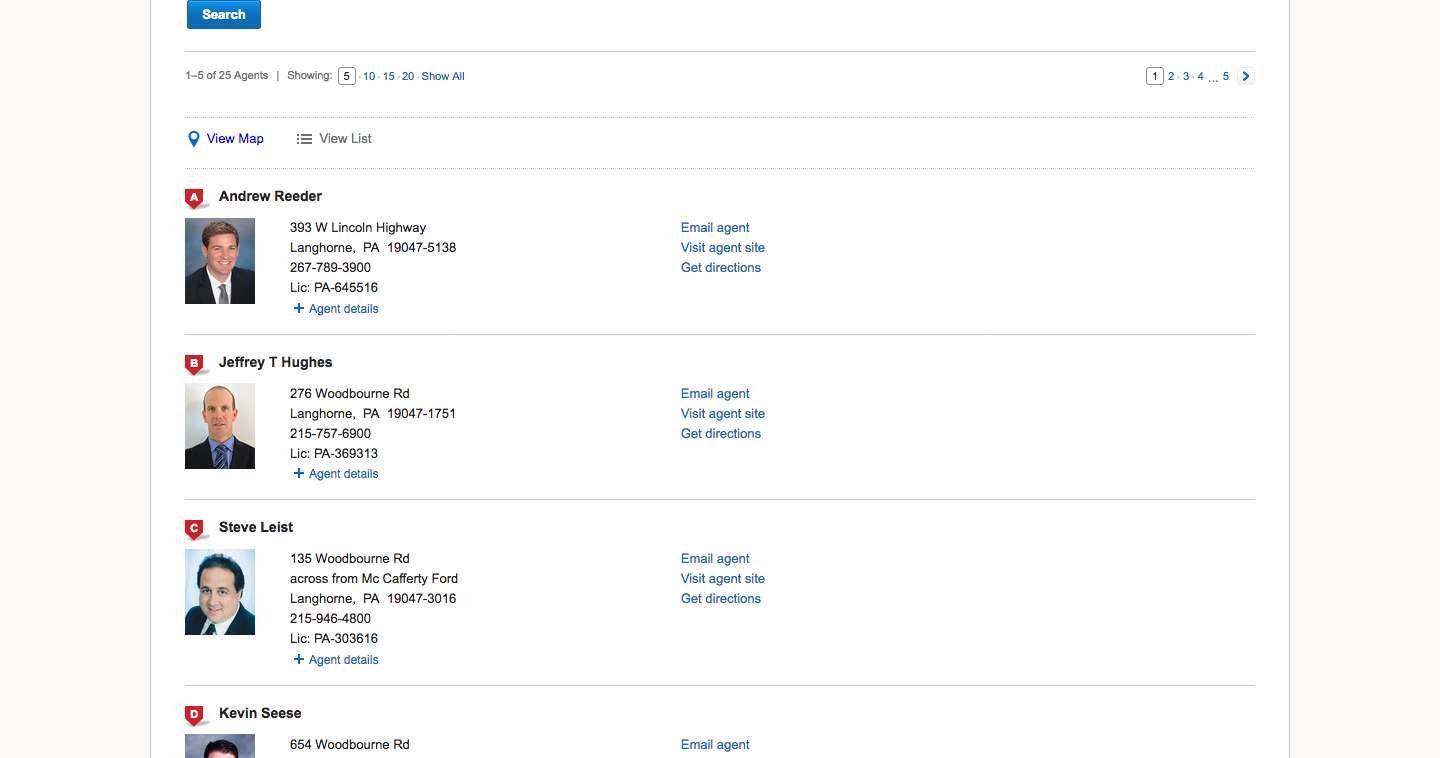 Search
1–5 of 25 Agents | Showing: 5 · 10 · 15 · 20 · Show All
1 2 · 3 · 4 ... 5
View Map View List
A Andrew Reeder
393 W Lincoln Highway
Langhorne, PA 19047-5138
267-789-3900
Lic: PA-645516
+ Agent details
Email agent
Visit agent site
Get directions
B Jeffrey T Hughes
276 Woodbourne Rd
Langhorne, PA 19047-1751
215-757-6900
Lic: PA-369313
+ Agent details
Email agent
Visit agent site
Get directions
C Steve Leist
135 Woodbourne Rd
across from Mc Cafferty Ford
Langhorne, PA 19047-3016
215-946-4800
Lic: PA-303616
+ Agent details
Email agent
Visit agent site
Get directions
D Kevin Seese
654 Woodbourne Rd
Email agent